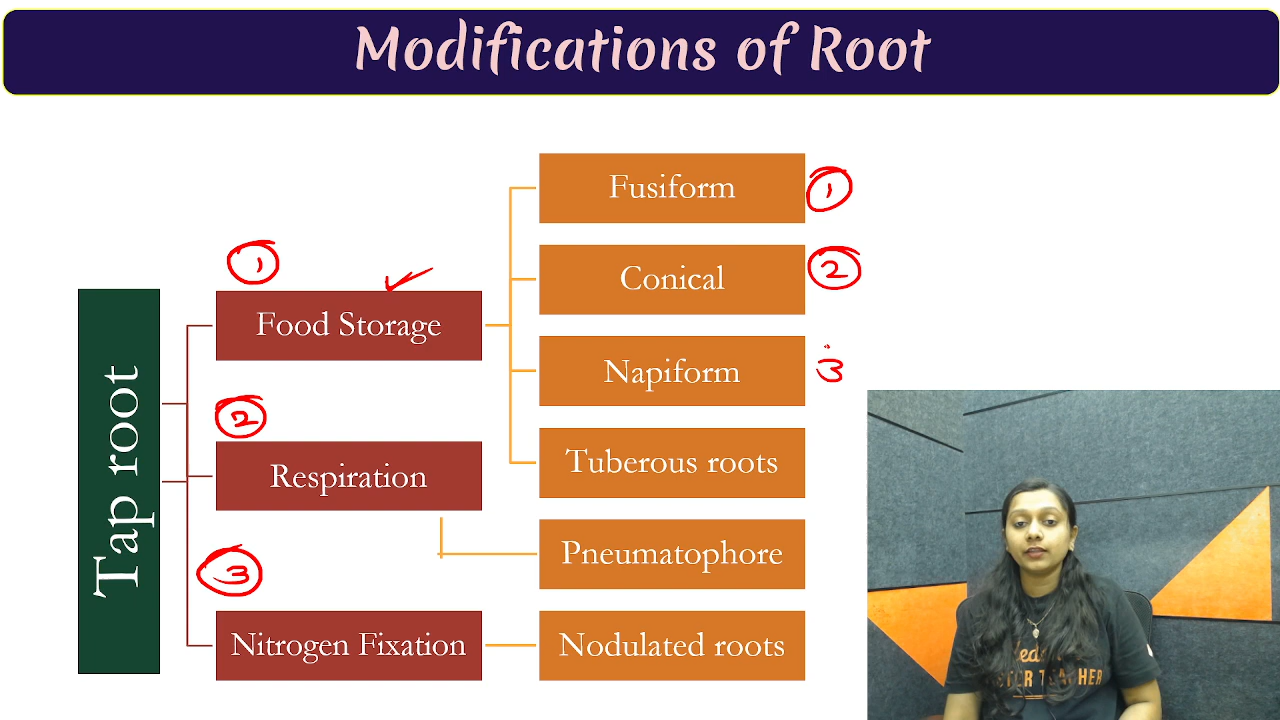 Modifications of Root
Tap root
1
Food Storage
2
Respiration
3
Nitrogen Fixation
Fusiform
1
Conical
2
Napiform
3
Tuberous roots
Pneumatophore
Nodulated roots
TEACHER